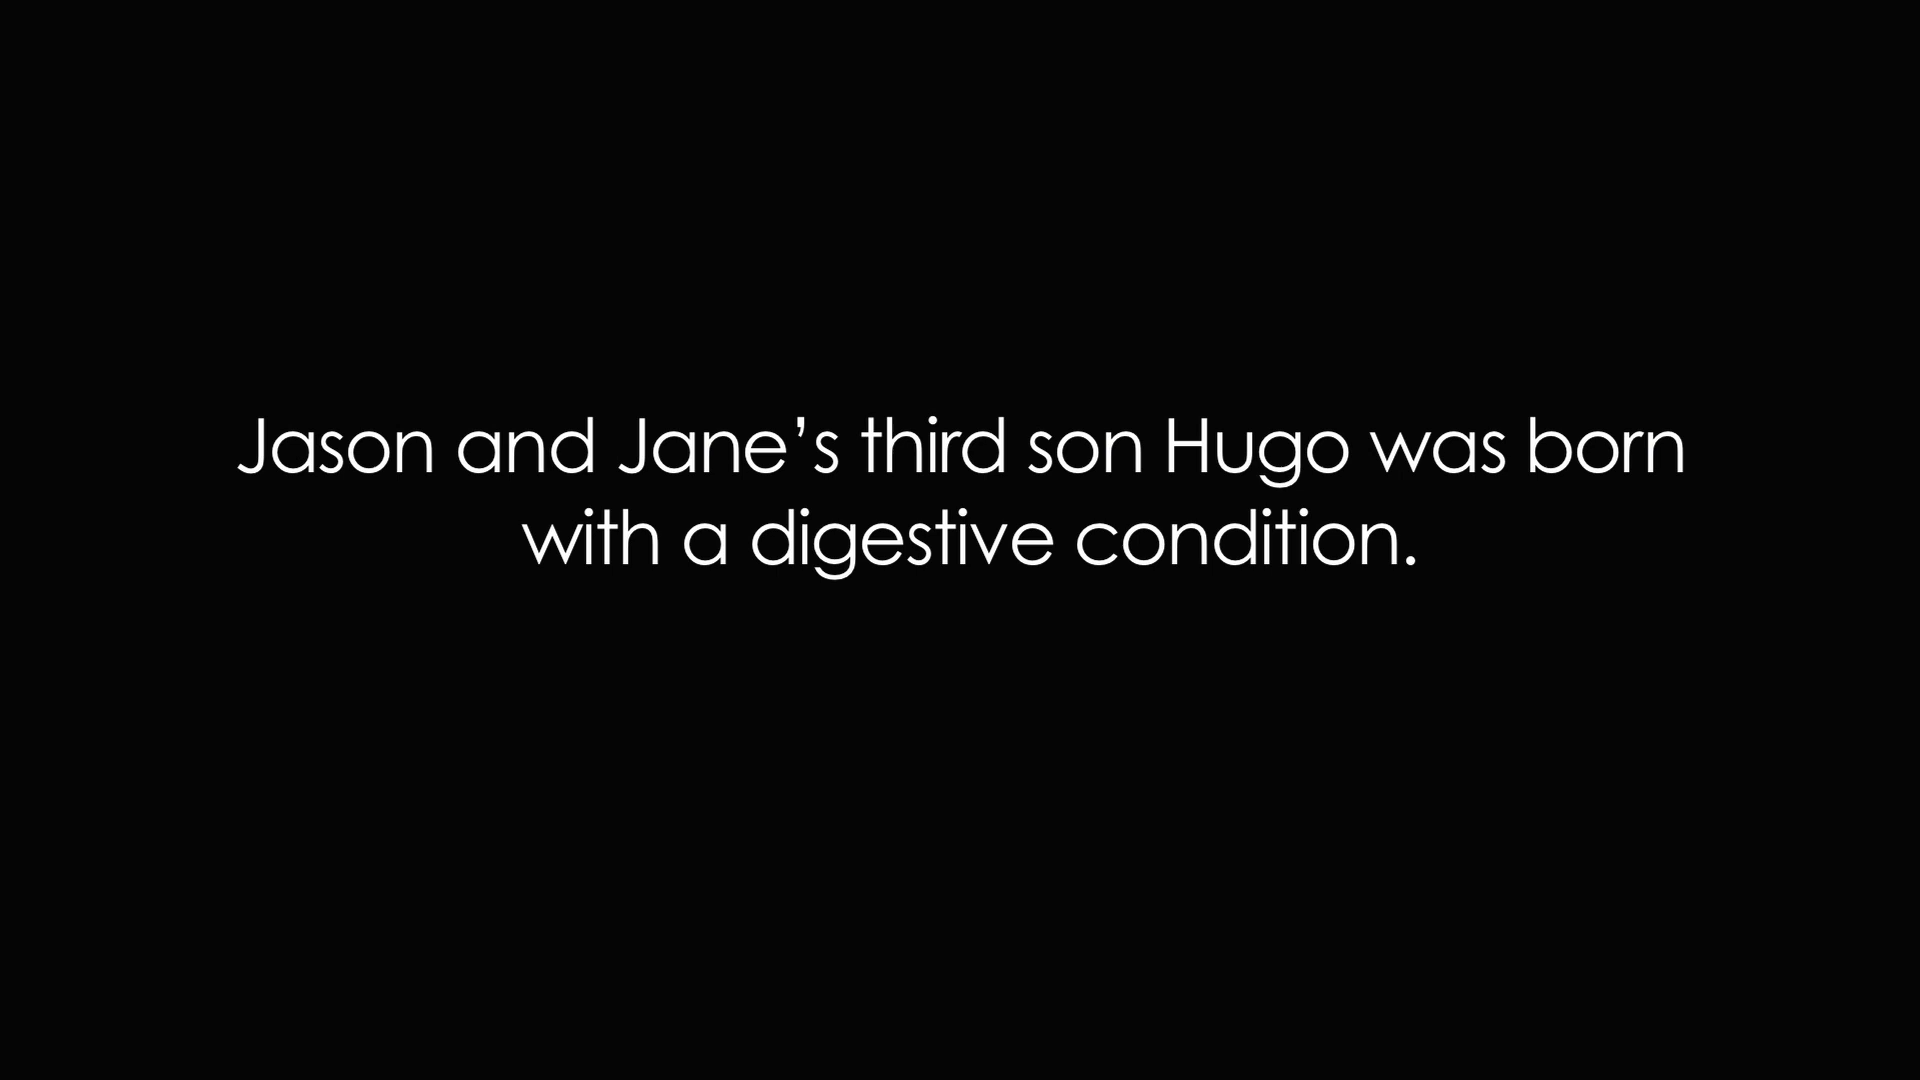 Jason and Jane’s third son Hugo was born
with a digestive condition.